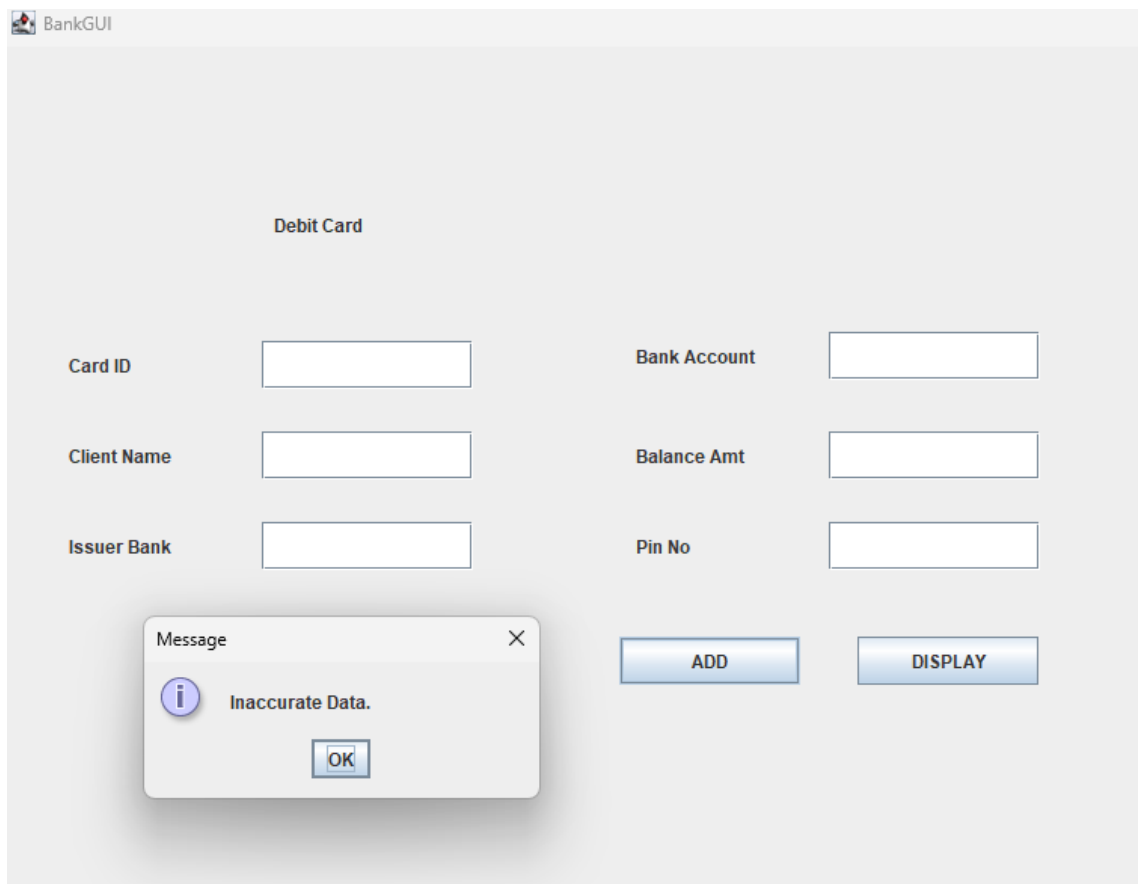 BankGUI
Debit Card
Card ID
Bank Account
Client Name
Balance Amt
Issuer Bank
Pin No
Message
ADD
DISPLAY
Inaccurate Data.
OK